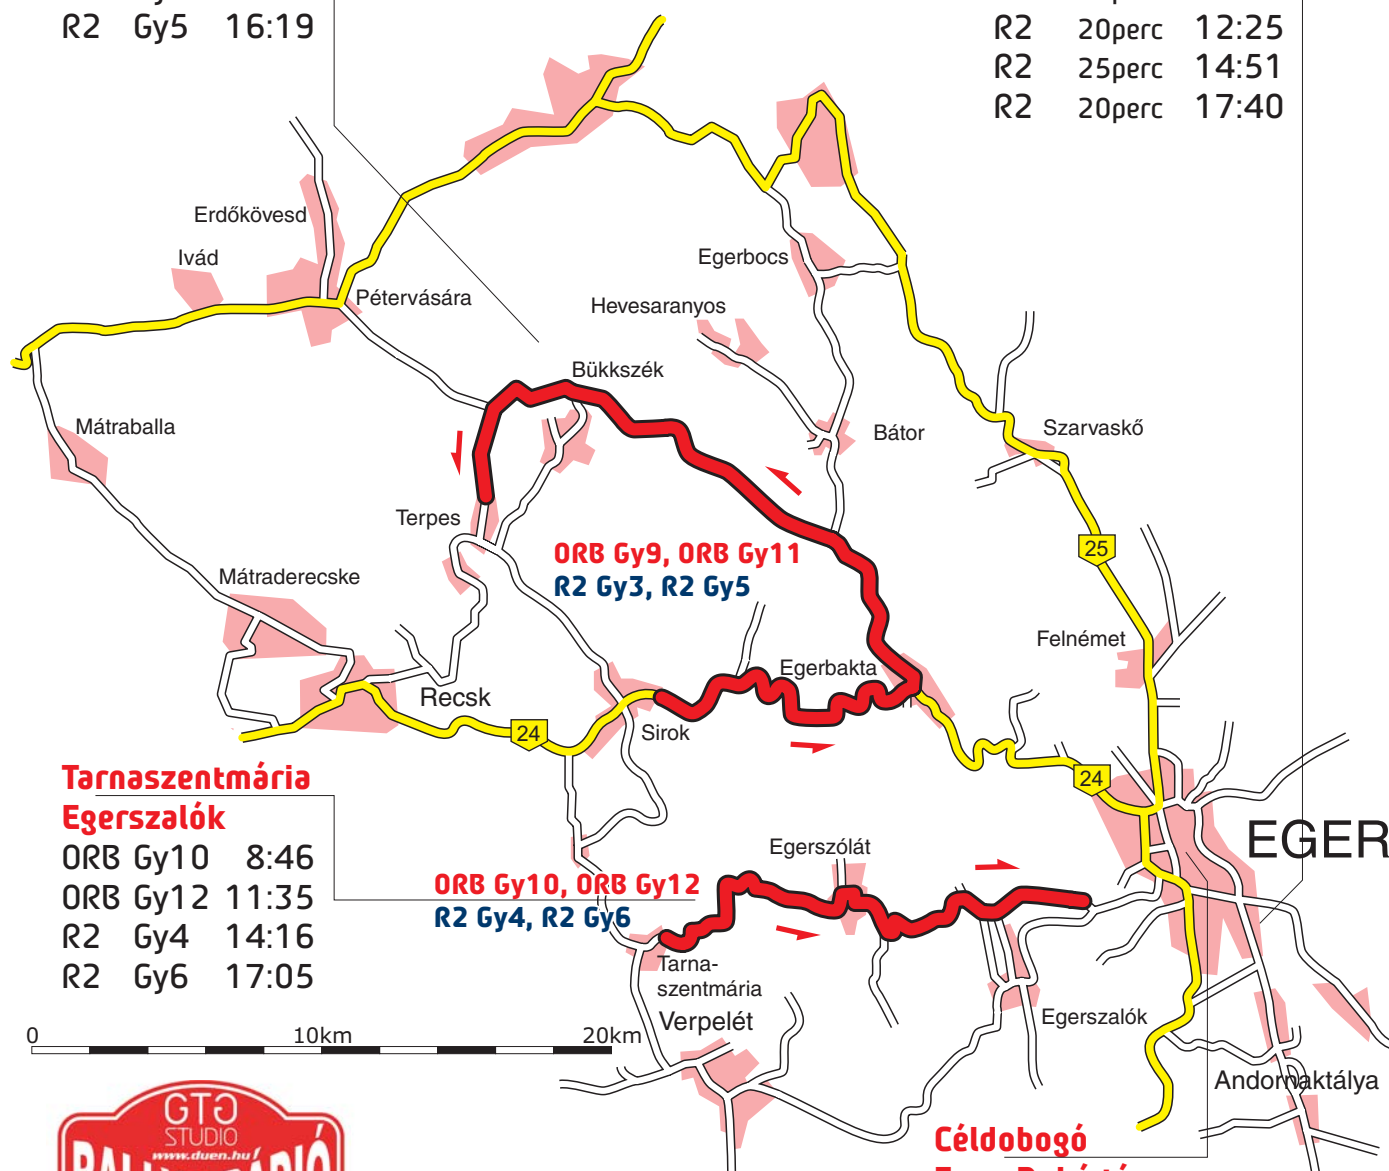 R2 Gy5 16:19
R2 20perc 12:25
R2 25perc 14:51
R2 20perc 17:40
Erdőkövesd
Ivád
Pétervására
Egerbocs
Hevesaranyos
Bükkszék
Mátraballa
Bátor
Szarvaskő
Terpes
25
ORB Gy9, ORB Gy11
R2 Gy3, R2 Gy5
Mátraderecske
Felnémet
Egerbakta
Recsk
24
Sirok
24
Tarnaszentmária
Egerszalók
ORB Gy10 8:46
ORB Gy12 11:35
R2 Gy4 14:16
R2 Gy6 17:05
EGER
Egerszólát
ORB Gy10, ORB Gy12
R2 Gy4, R2 Gy6
Tarna-
szentmária
Verpelét
Egerszalók
0 10km 20km
Andornaktálya
GTG
STUDIO
www.duen.hu
Céldobogó